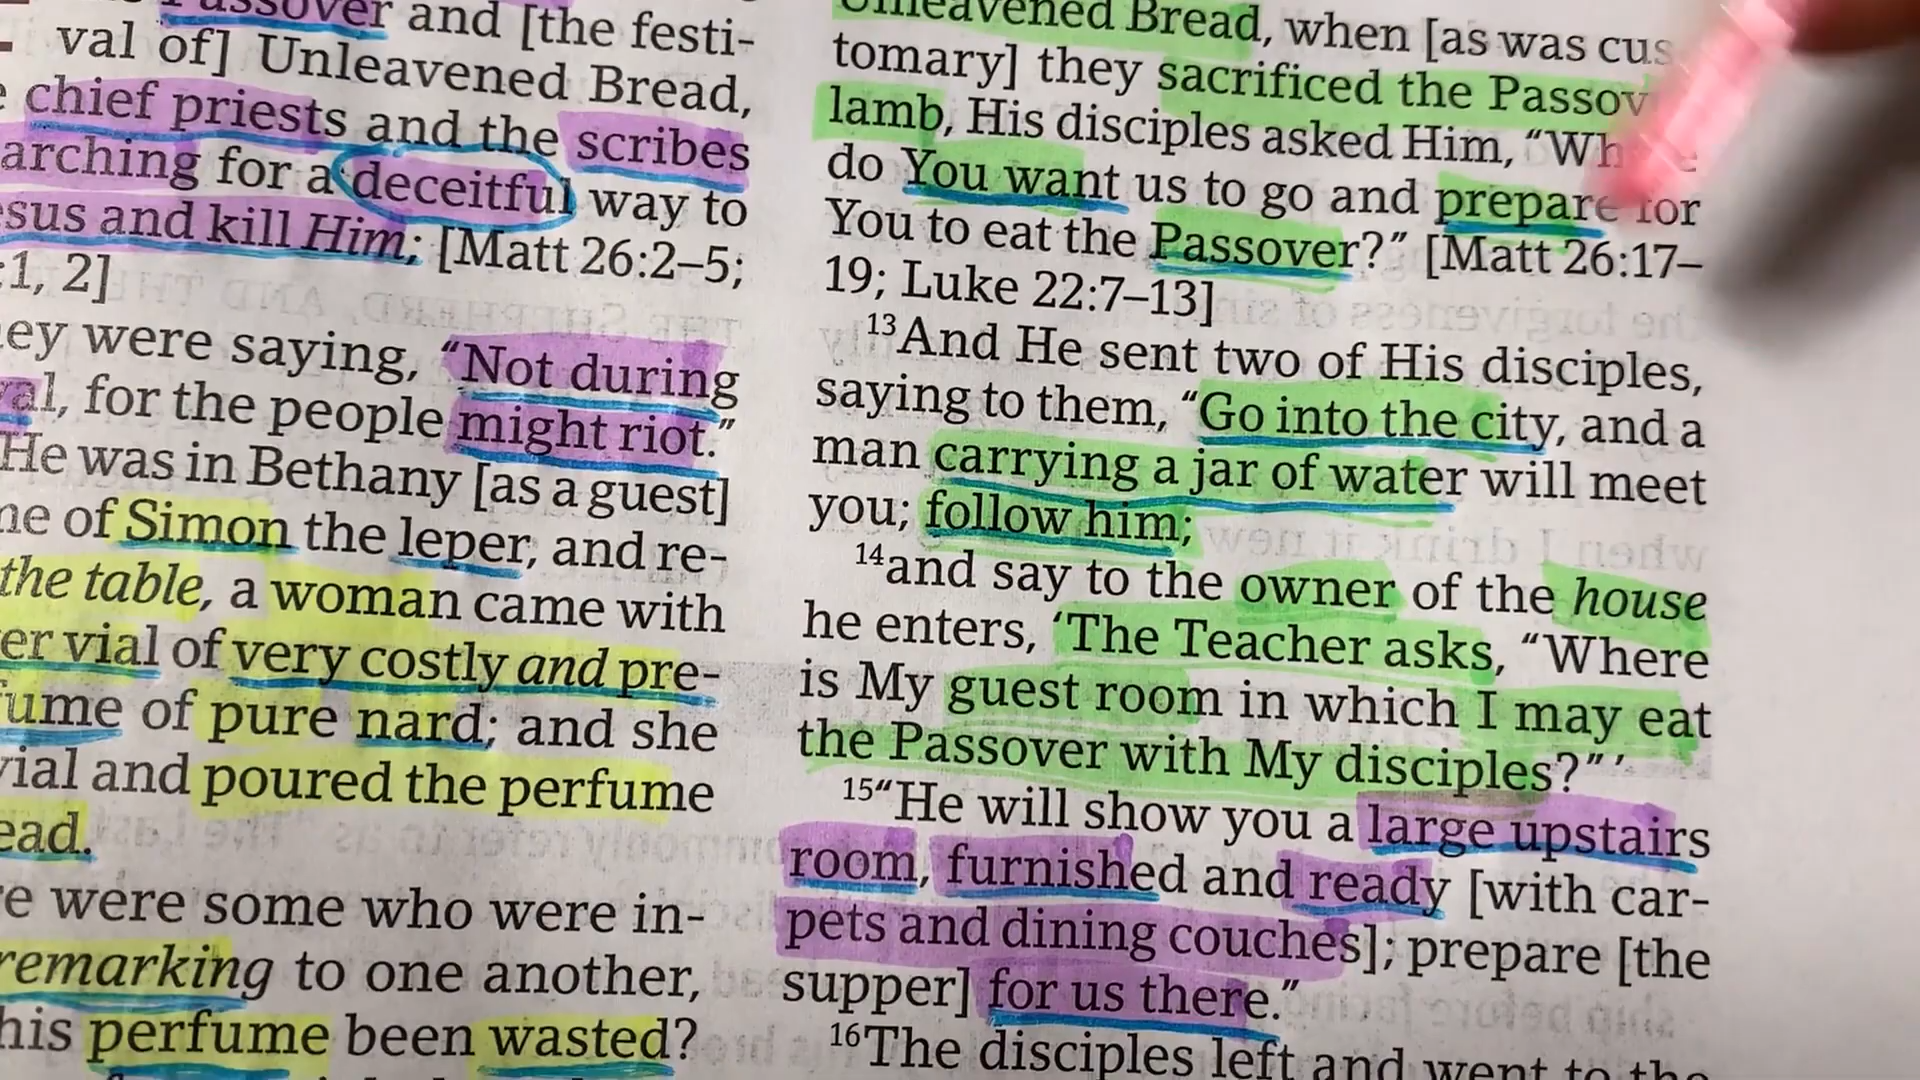 Passover and [the festi-
val of] Unleavened Bread,
chief priests and the scribes
arching for a deceitful way to
sus and kill Him; [Matt 26:2–5;
:1, 2]
ey were saying, “Not during
al, for the people might riot.”
He was in Bethany [as a guest]
me of Simon the leper, and re-
the table, a woman came with
er vial of very costly and pre-
fume of pure nard; and she
vial and poured the perfume
ead.
e were some who were in-
remarking to one another,
his perfume been wasted?
Unleavened Bread, when [as was cus
tomary] they sacrificed the Passov
lamb, His disciples asked Him, “Where
do You want us to go and prepare for
You to eat the Passover?” [Matt 26:17–
19; Luke 22:7–13]
13And He sent two of His disciples,
saying to them, “Go into the city, and a
man carrying a jar of water will meet
you; follow him;
14and say to the owner of the house
he enters, ‘The Teacher asks, “Where
is My guest room in which I may eat
the Passover with My disciples?” ’
15“He will show you a large upstairs
room, furnished and ready [with car-
pets and dining couches]; prepare [the
supper] for us there.”
16The disciples left and went to the